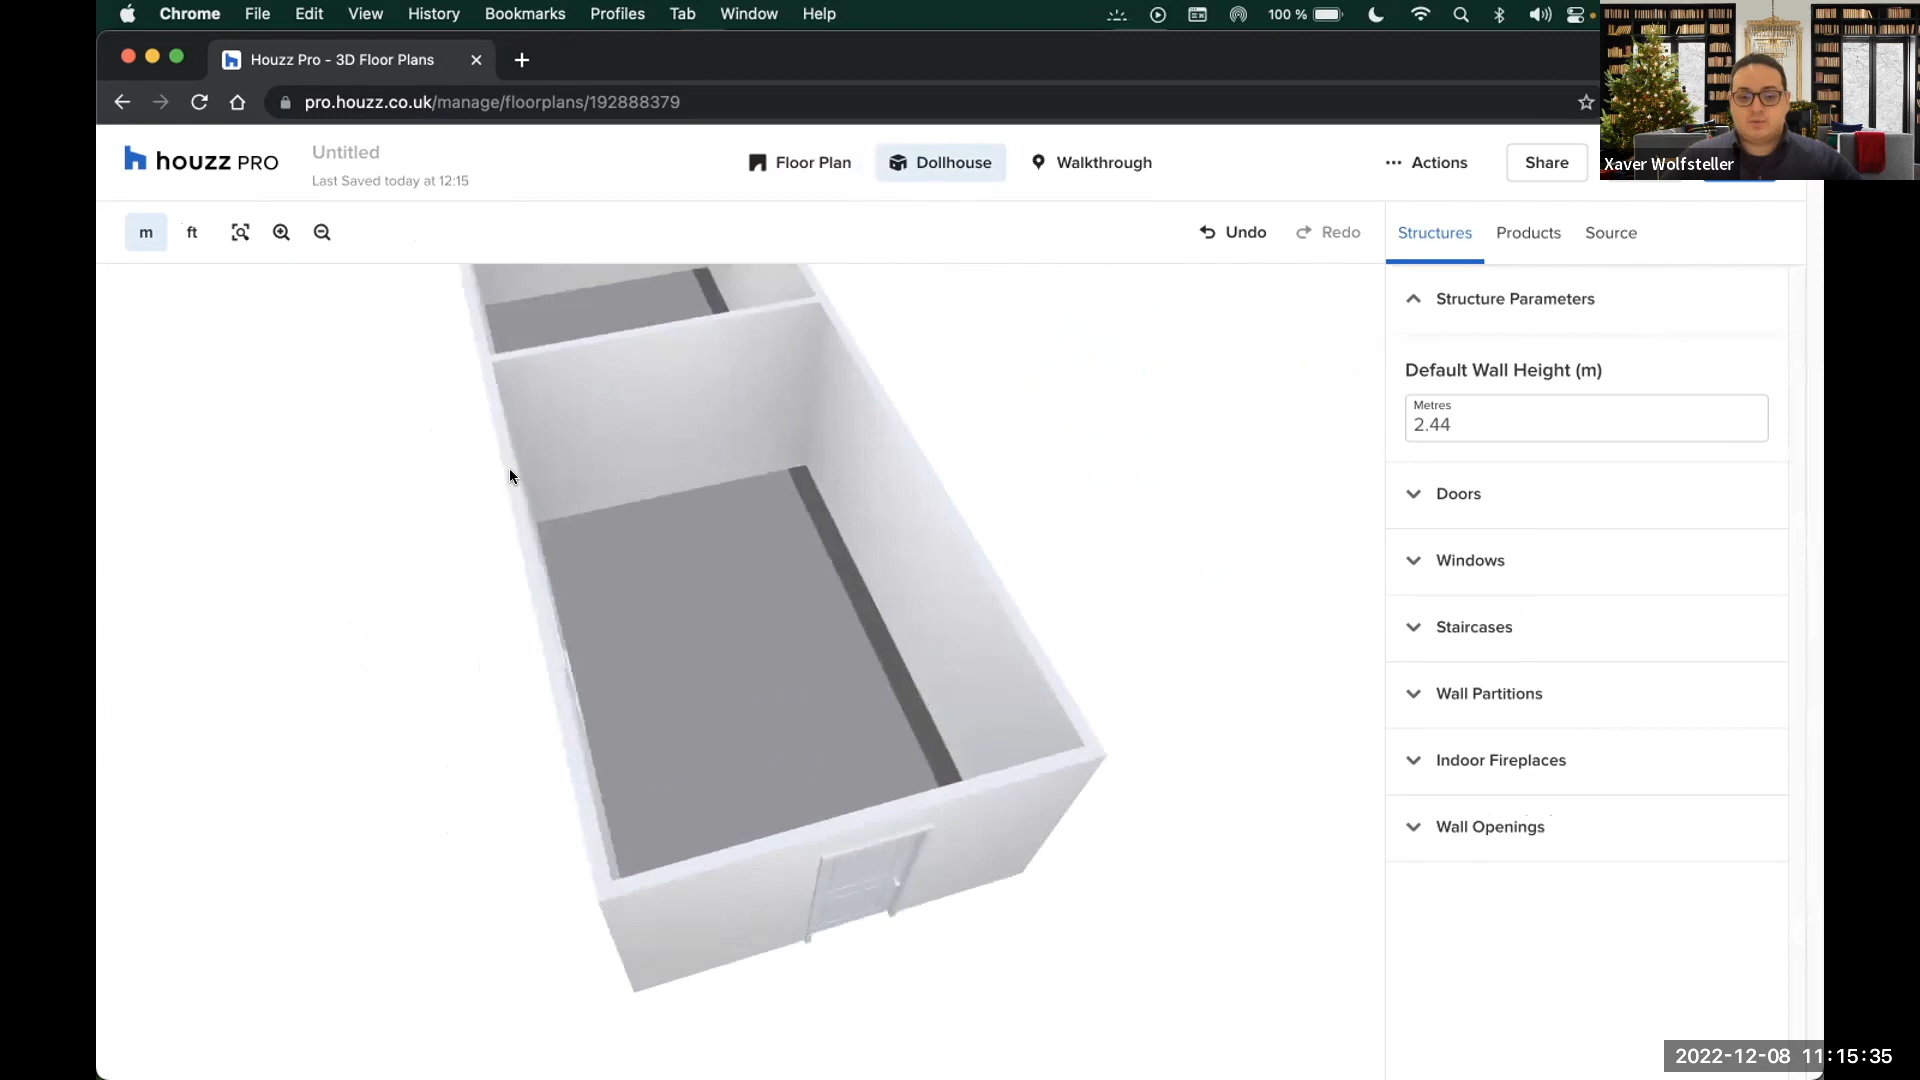 Chrome File Edit View History Bookmarks Profiles Tab Window Help 100 %
Houzz Pro - 3D Floor Plans
pro.houzz.co.uk/manage/floorplans/192888379
Xaver Wolfsteller
houzz PRO
Untitled
Last Saved today at 12:15
Floor Plan
Dollhouse
Walkthrough
Actions
Share
m
ft
Undo
Redo
Structures
Products
Source
Structure Parameters
Default Wall Height (m)
Metres
2.44
Doors
Windows
Staircases
Wall Partitions
Indoor Fireplaces
Wall Openings
2022-12-08 11:15:35